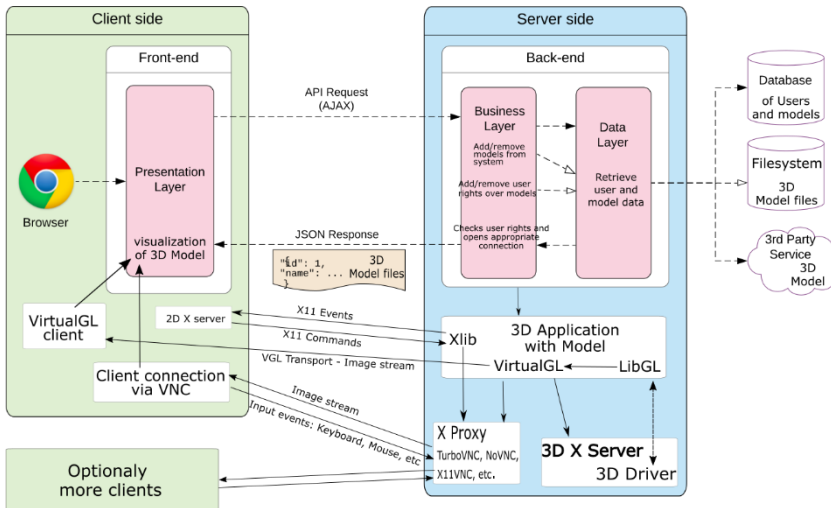 Client side
Front-end
Browser
Presentation
Layer
visualization
of 3D Model
VirtualGL
client
2D X server
Client connection
via VNC
Optionaly
more clients
API Request
(AJAX)
JSON Response
{
"id": 1,
"name": ...
}
3D
Model files
X11 Events
X11 Commands
VGL Transport - Image stream
Image stream
Input events: Keyboard, Mouse, etc
Server side
Back-end
Business
Layer
Add/remove
models from
system
Add/remove user
rights over models
Checks user rights and
opens appropriate
connection
Data
Layer
Retrieve
user and
model data
3D Application
with Model
Xlib
VirtualGL
LibGL
X Proxy
TurboVNC, NoVNC,
X11VNC, etc.
3D X Server
3D Driver
Database
of Users
and models
Filesystem
3D
Model files
3rd Party
Service
3D
Model